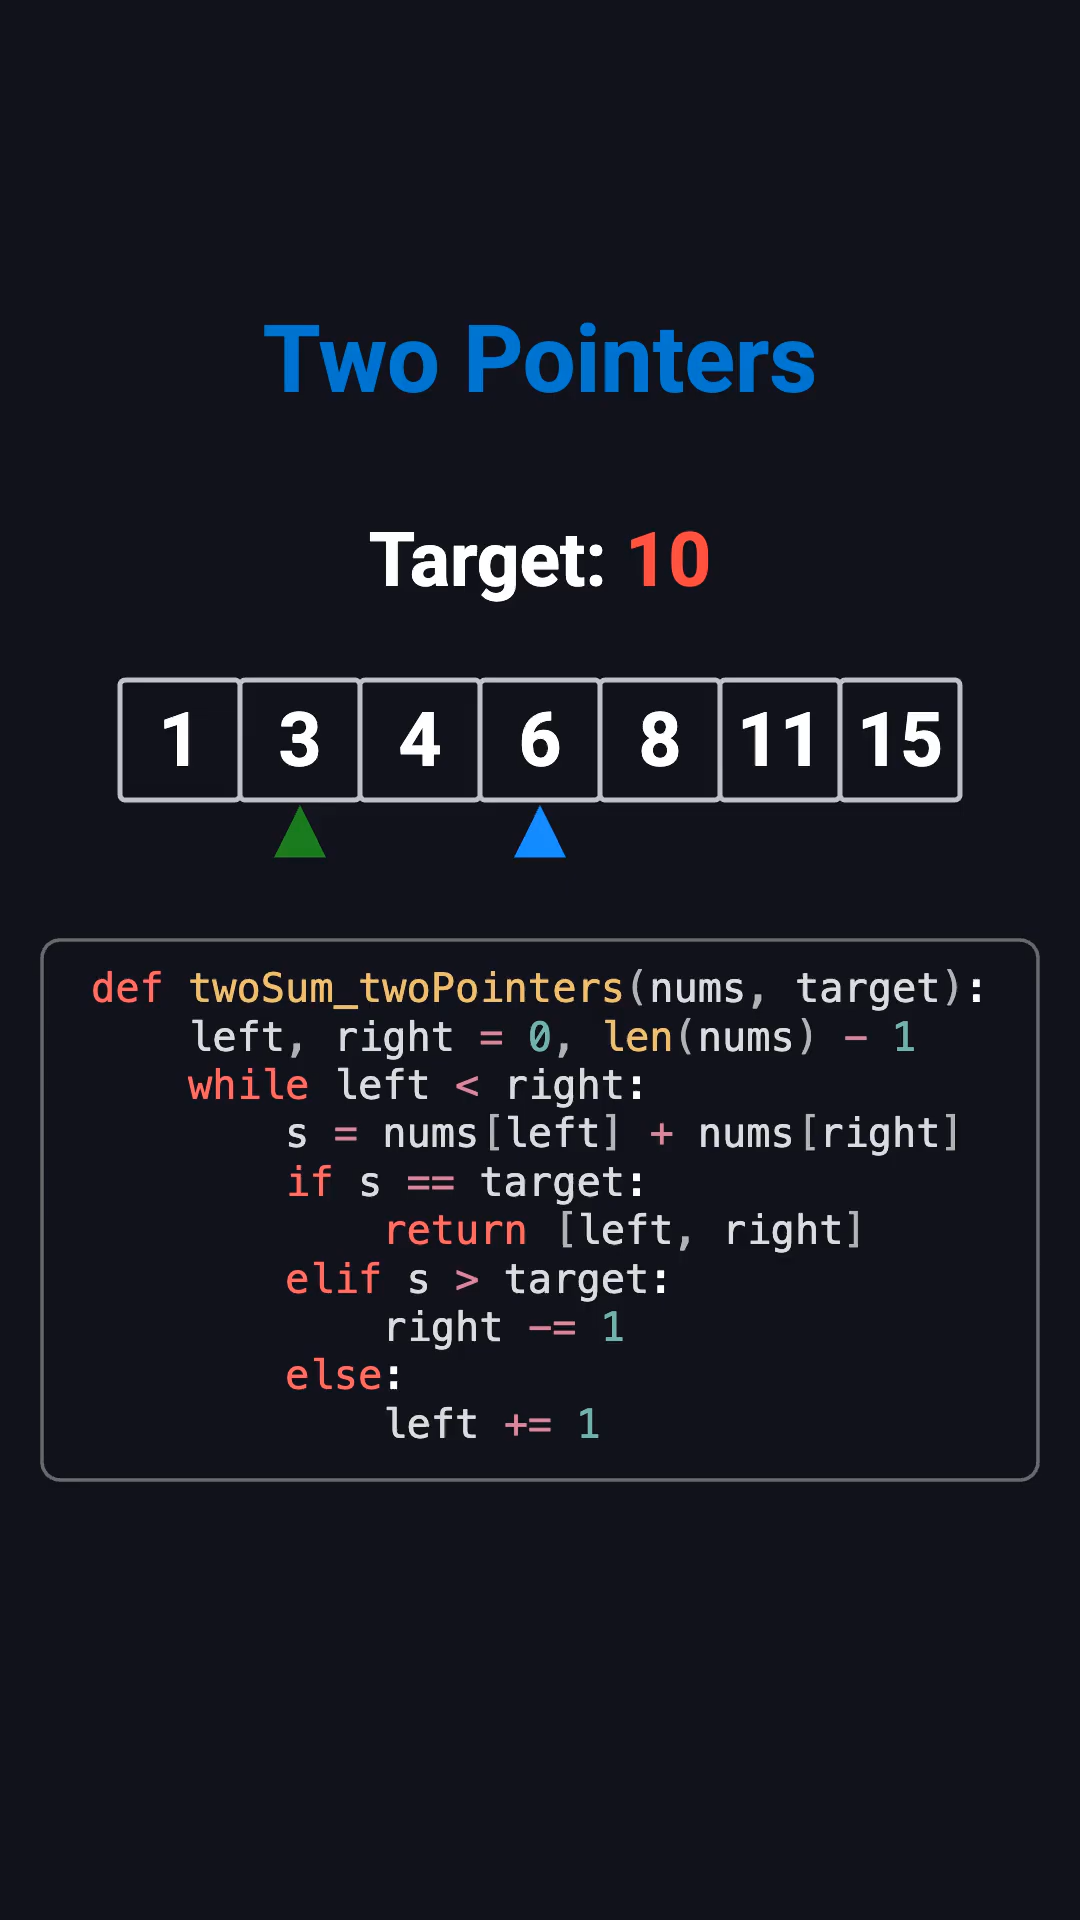 Two Pointers
Target: 10
1 3 4 6 8 11 15
def twoSum_twoPointers(nums, target):
    left, right = 0, len(nums) - 1
    while left < right:
        s = nums[left] + nums[right]
        if s == target:
            return [left, right]
        elif s > target:
            right -= 1
        else:
            left += 1